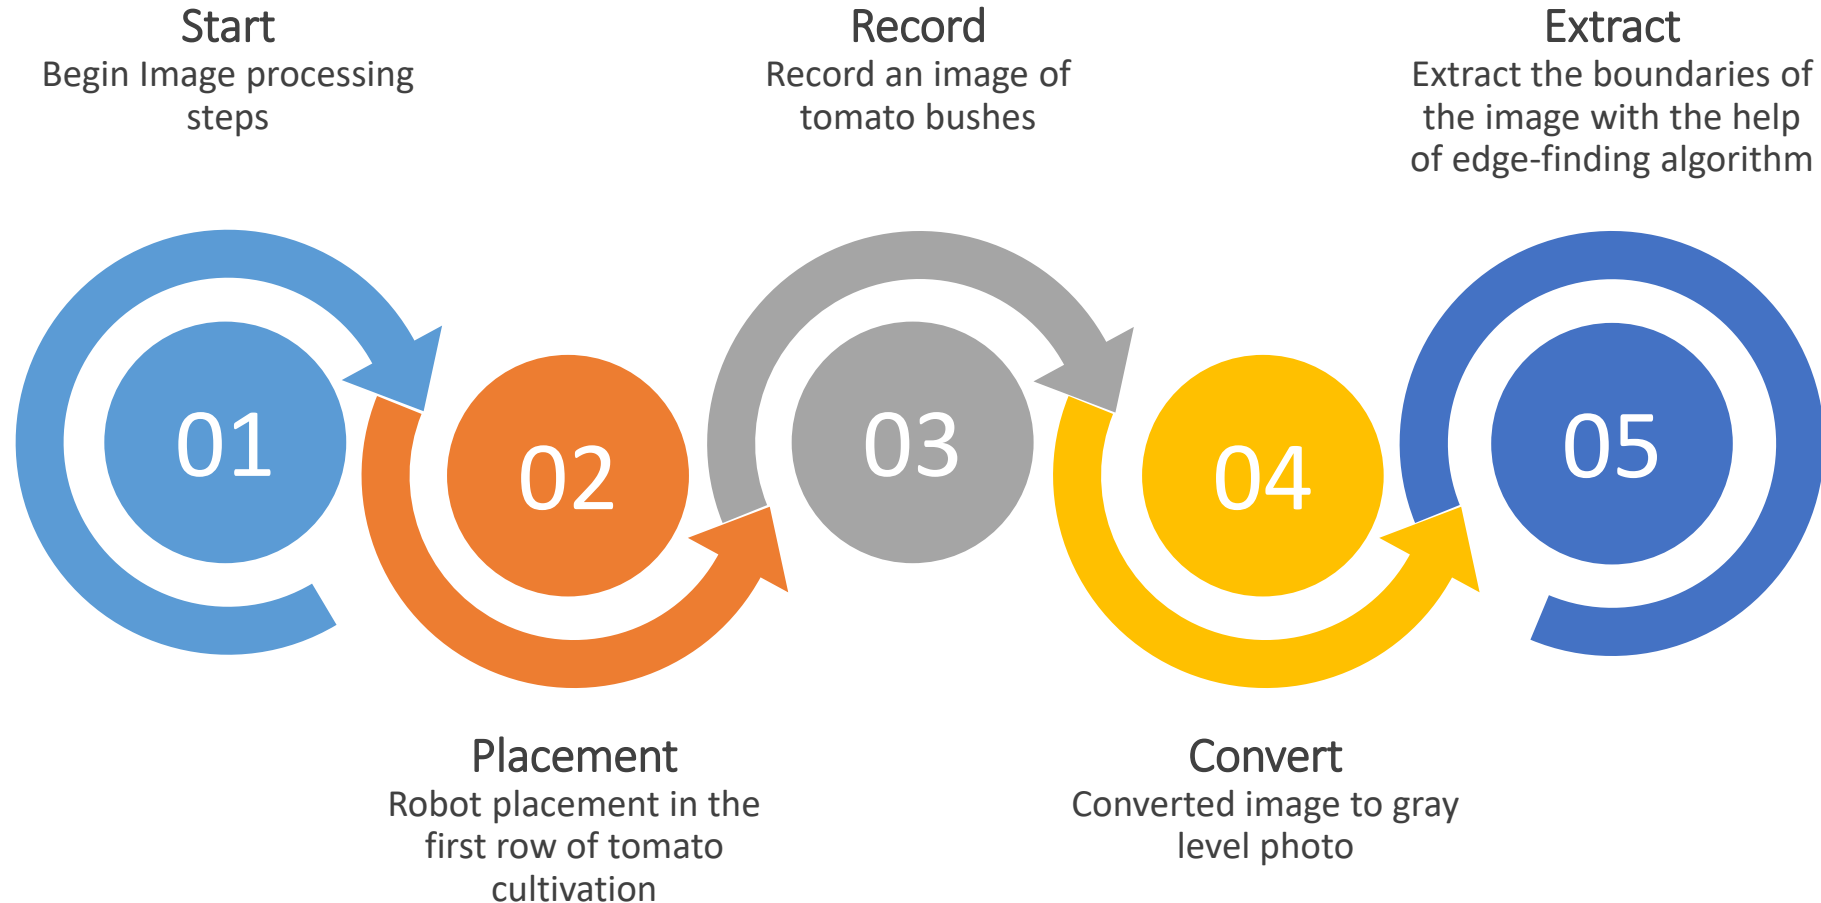 Start
Begin Image processing
steps
01
Placement
Robot placement in the
first row of tomato
cultivation
02
Record
Record an image of
tomato bushes
03
Convert
Converted image to gray
level photo
04
Extract
Extract the boundaries of
the image with the help
of edge-finding algorithm
05